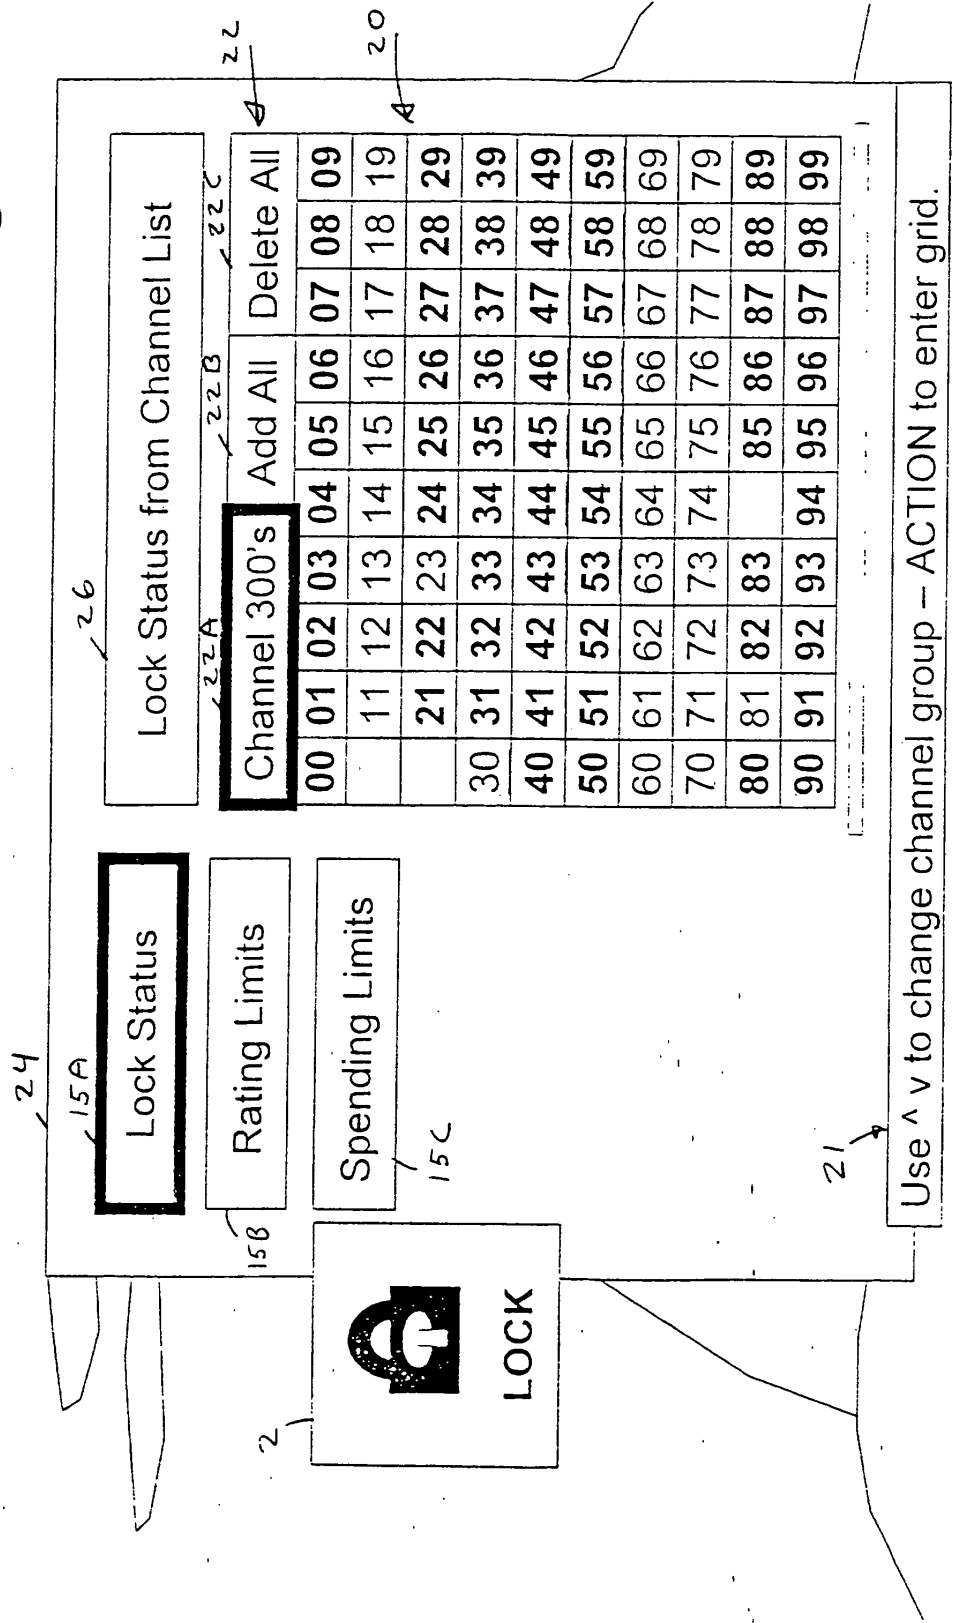 24
26
22
15A
Lock Status
Lock Status from Channel List
22A
22B
22C
15B
Rating Limits
Channel 300's
Add All
Delete All
20
Spending Limits
15C
00 01 02 03 04 05 06 07 08 09
11 12 13 14 15 16 17 18 19
21 22 23 24 25 26 27 28 29
30 31 32 33 34 35 36 37 38 39
40 41 42 43 44 45 46 47 48 49
50 51 52 53 54 55 56 57 58 59
60 61 62 63 64 65 66 67 68 69
70 71 72 73 74 75 76 77 78 79
80 81 82 83 85 86 87 88 89
90 91 92 93 94 95 96 97 98 99
2
LOCK
21
Use ^ v to change channel group – ACTION to enter grid.